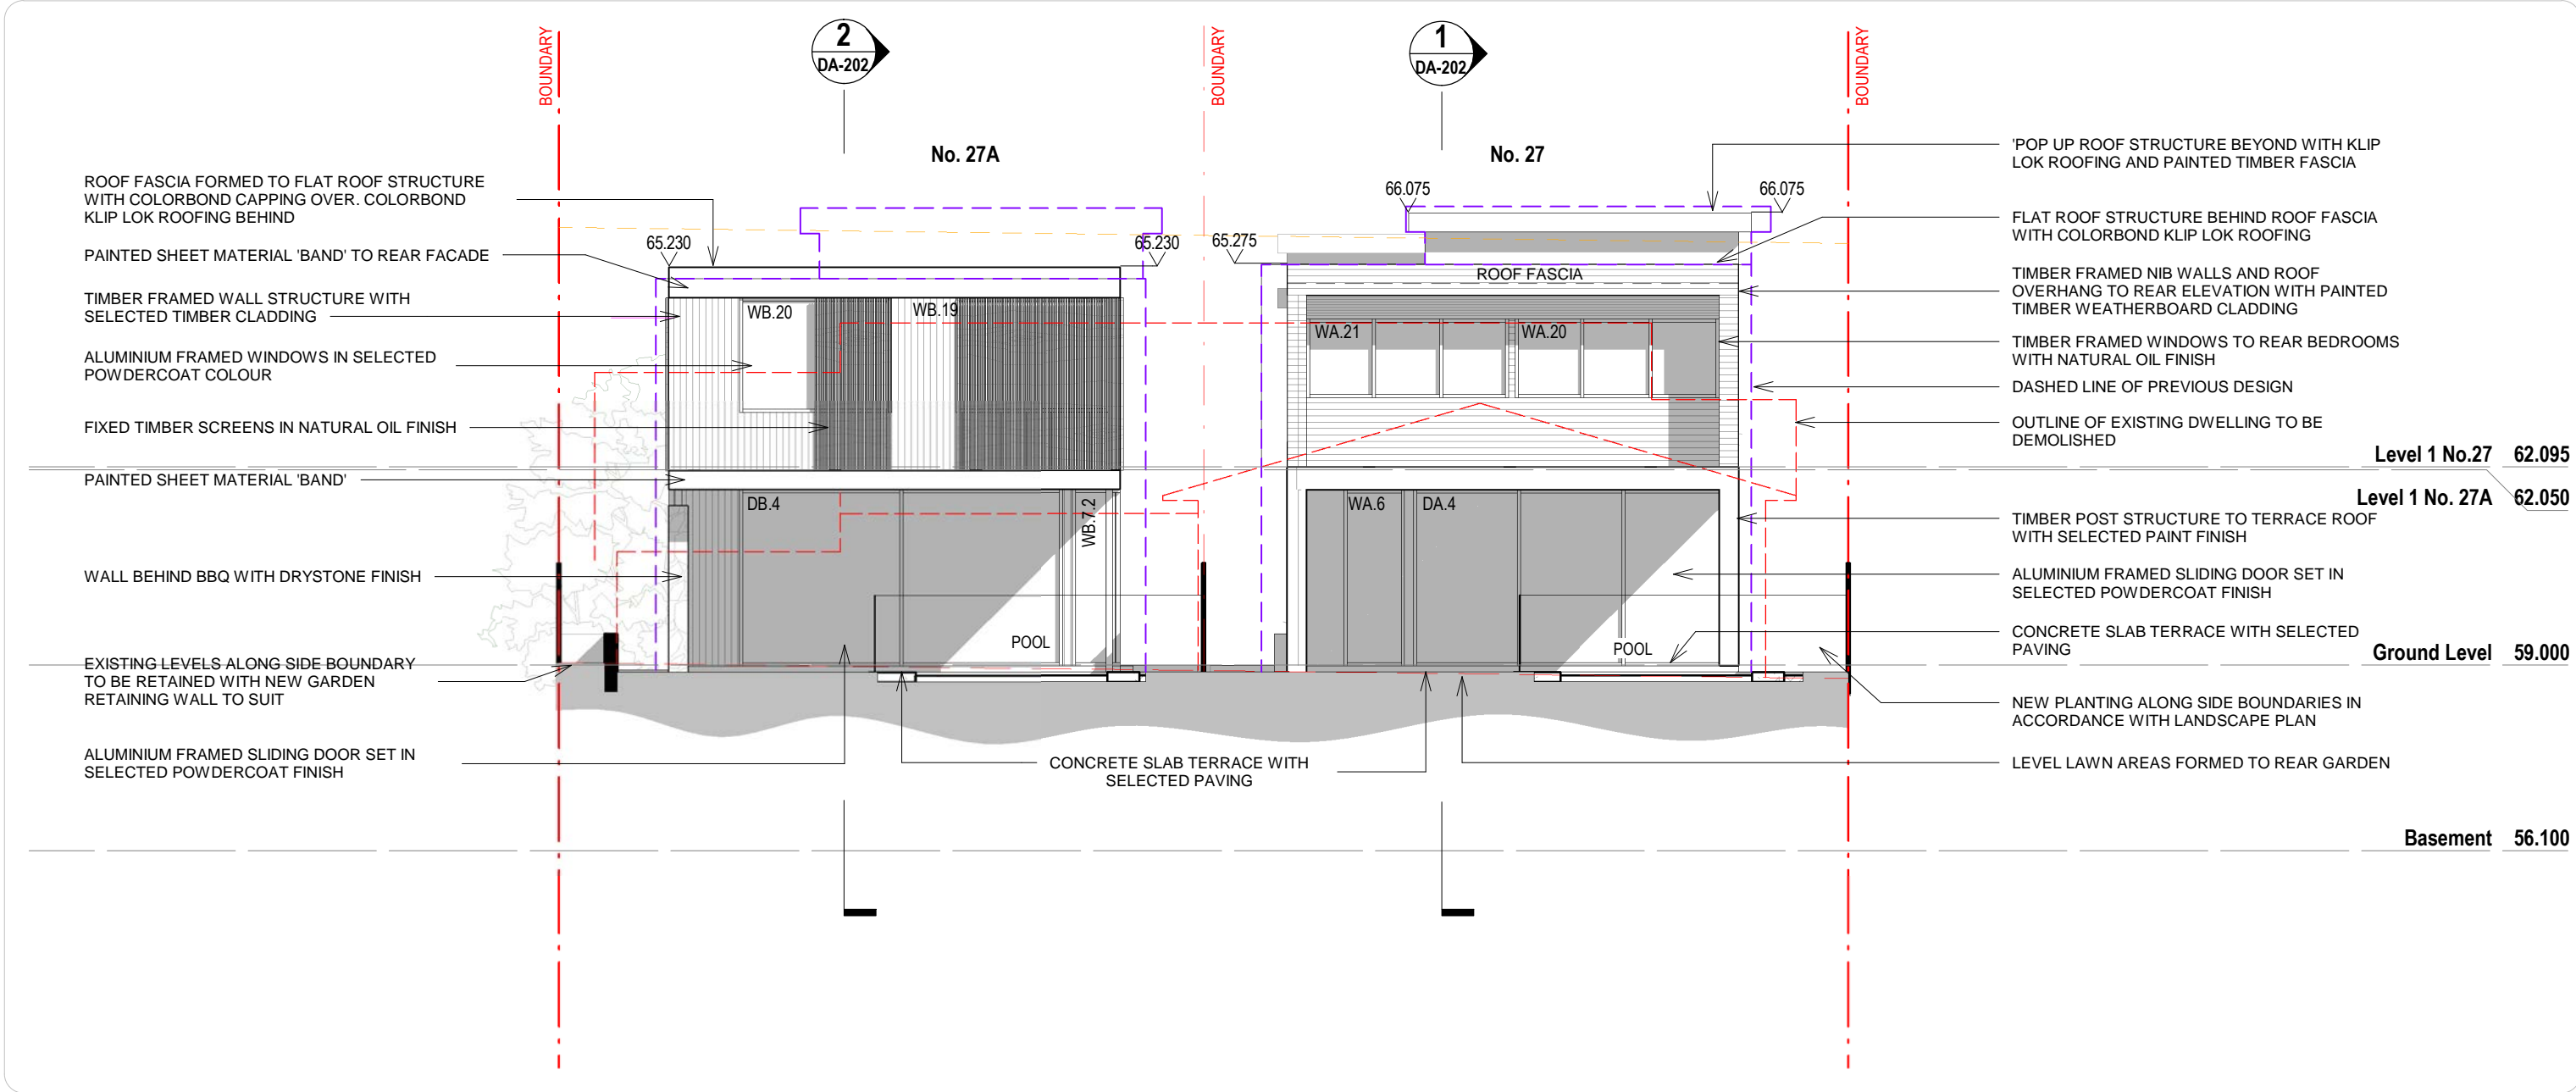 2
DA-202
1
DA-202
BOUNDARY
BOUNDARY
BOUNDARY
No. 27A
No. 27
ROOF FASCIA FORMED TO FLAT ROOF STRUCTURE
WITH COLORBOND CAPPING OVER. COLORBOND
KLIP LOK ROOFING BEHIND
PAINTED SHEET MATERIAL 'BAND' TO REAR FACADE
TIMBER FRAMED WALL STRUCTURE WITH
SELECTED TIMBER CLADDING
ALUMINIUM FRAMED WINDOWS IN SELECTED
POWDERCOAT COLOUR
FIXED TIMBER SCREENS IN NATURAL OIL FINISH
PAINTED SHEET MATERIAL 'BAND'
WALL BEHIND BBQ WITH DRYSTONE FINISH
EXISTING LEVELS ALONG SIDE BOUNDARY
TO BE RETAINED WITH NEW GARDEN
RETAINING WALL TO SUIT
ALUMINIUM FRAMED SLIDING DOOR SET IN
SELECTED POWDERCOAT FINISH
65.230
65.230
65.275
66.075
66.075
ROOF FASCIA
WB.20
WB.19
WA.21
WA.20
DB.4
WB.7.2
WA.6
DA.4
POOL
POOL
CONCRETE SLAB TERRACE WITH
SELECTED PAVING
'POP UP ROOF STRUCTURE BEYOND WITH KLIP
LOK ROOFING AND PAINTED TIMBER FASCIA
FLAT ROOF STRUCTURE BEHIND ROOF FASCIA
WITH COLORBOND KLIP LOK ROOFING
TIMBER FRAMED NIB WALLS AND ROOF
OVERHANG TO REAR ELEVATION WITH PAINTED
TIMBER WEATHERBOARD CLADDING
TIMBER FRAMED WINDOWS TO REAR BEDROOMS
WITH NATURAL OIL FINISH
DASHED LINE OF PREVIOUS DESIGN
OUTLINE OF EXISTING DWELLING TO BE
DEMOLISHED
Level 1 No.27 62.095
Level 1 No. 27A 62.050
TIMBER POST STRUCTURE TO TERRACE ROOF
WITH SELECTED PAINT FINISH
ALUMINIUM FRAMED SLIDING DOOR SET IN
SELECTED POWDERCOAT FINISH
CONCRETE SLAB TERRACE WITH SELECTED
PAVING
Ground Level 59.000
NEW PLANTING ALONG SIDE BOUNDARIES IN
ACCORDANCE WITH LANDSCAPE PLAN
LEVEL LAWN AREAS FORMED TO REAR GARDEN
Basement 56.100